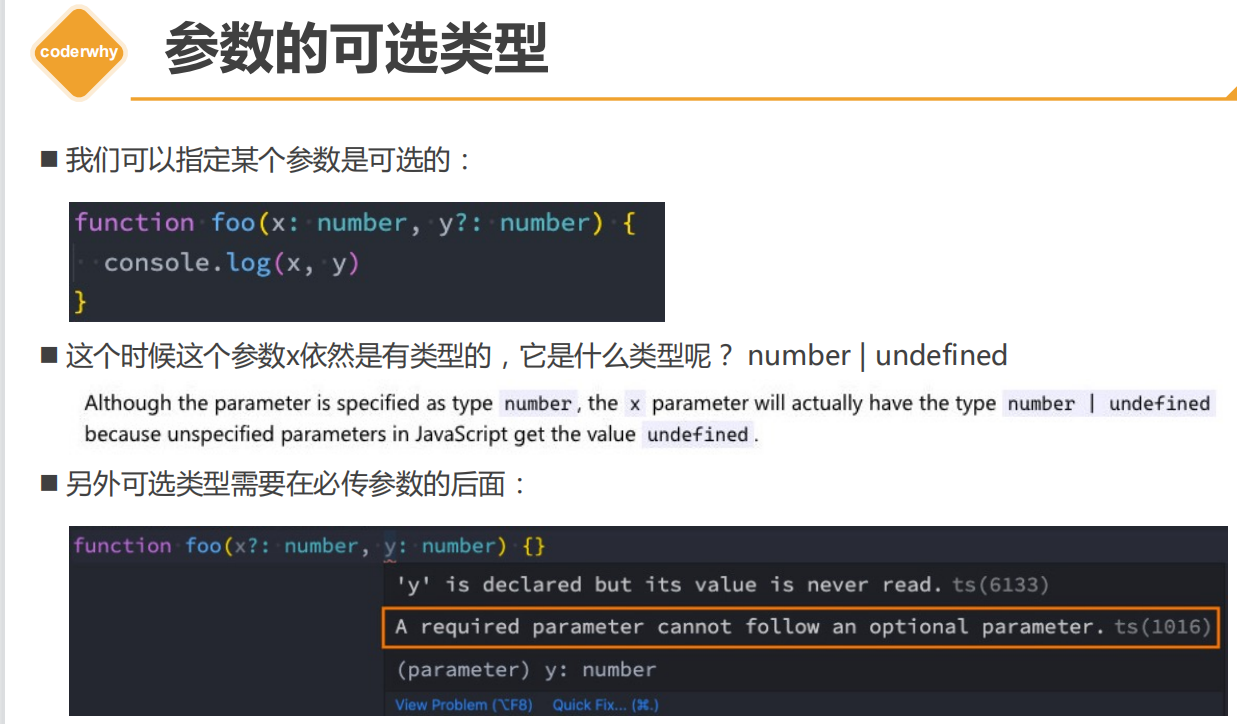 coderwhy
参数的可选类型
我们可以指定某个参数是可选的：
function foo(x: number, y?: number) {
console.log(x, y)
}
这个时候这个参数x依然是有类型的，它是什么类型呢？ number | undefined
Although the parameter is specified as type number, the x parameter will actually have the type number | undefined
because unspecified parameters in JavaScript get the value undefined.
另外可选类型需要在必传参数的后面：
function foo(x?: number, y: number) {}
'y' is declared but its value is never read. ts(6133)
A required parameter cannot follow an optional parameter. ts(1016)
(parameter) y: number
View Problem (⌥F8) Quick Fix... (⌘.)